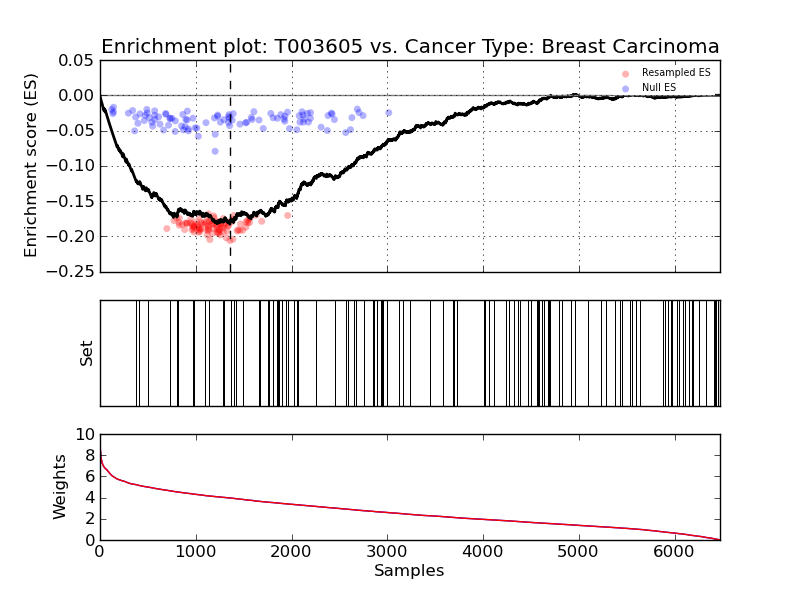 Enrichment plot: T003605 vs. Cancer Type: Breast Carcinoma
Enrichment score (ES)
0.05
0.00
−0.05
−0.10
−0.15
−0.20
−0.25
Resampled ES
Null ES
Set
Weights
10
8
6
4
2
0
0 1000 2000 3000 4000 5000 6000
Samples